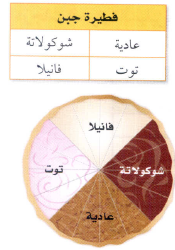 فطيرة جبن
عادية شوكولاتة
توت فانيلا
فانيلا
توت شوكولاتة
عادية